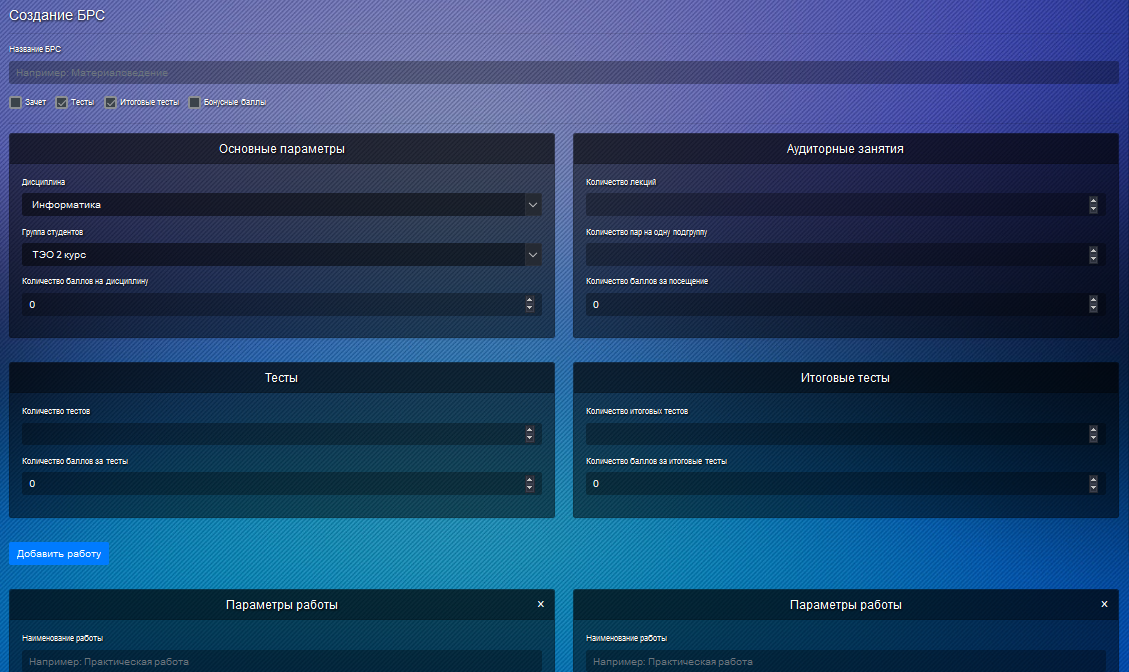 Создание БРС
Название БРС
Например: Материаловедение
Зачет Тесты Итоговые тесты Бонусные баллы
Основные параметры
Дисциплина
Информатика
Группа студентов
ТЭО 2 курс
Количество баллов на дисциплину
0
Аудиторные занятия
Количество лекций
Количество пар на одну подгруппу
Количество баллов за посещение
0
Тесты
Количество тестов
Количество баллов за тесты
0
Итоговые тесты
Количество итоговых тестов
Количество баллов за итоговые тесты
0
Добавить работу
Параметры работы x
Наименование работы
Например: Практическая работа
Параметры работы x
Наименование работы
Например: Практическая работа